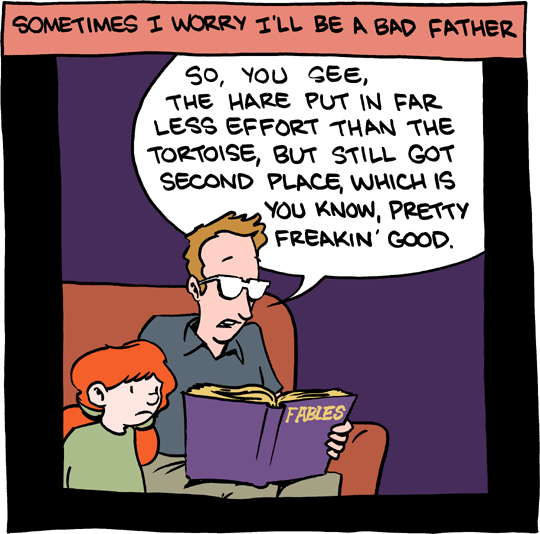 SOMETIMES I WORRY I'LL BE A BAD FATHER
SO, YOU SEE,
THE HARE PUT IN FAR
LESS EFFORT THAN THE
TORTOISE, BUT STILL GOT
SECOND PLACE, WHICH IS
YOU KNOW, PRETTY
FREAKIN' GOOD.
FABLES